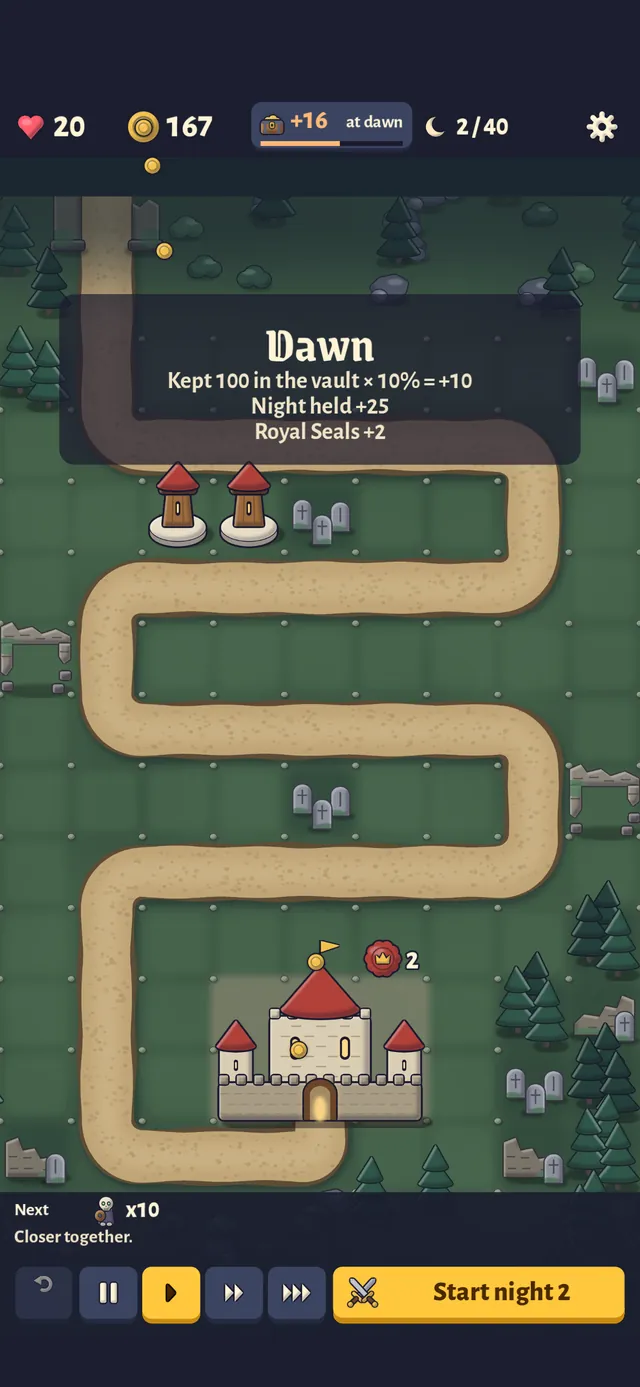 20
167
+16 at dawn
2/40
Dawn
Kept 100 in the vault × 10% = +10
Night held +25
Royal Seals +2
2
Next x10
Closer together.
Start night 2